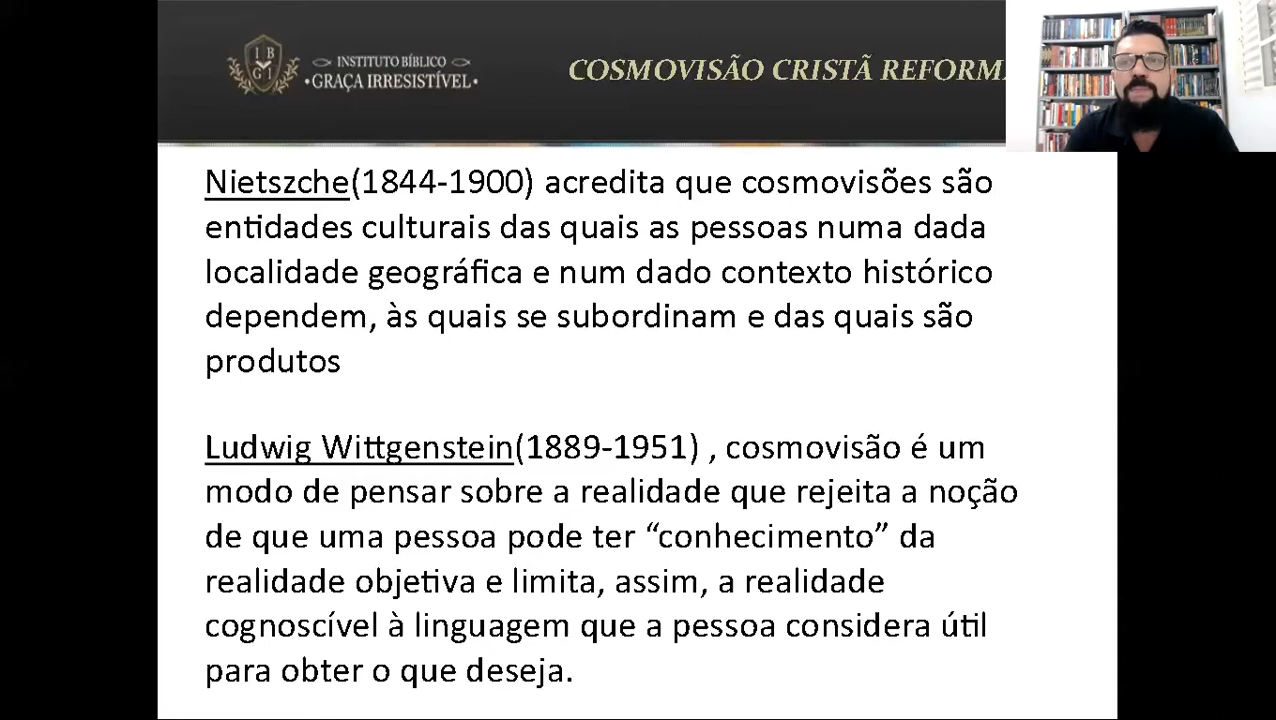 I B
G I
INSTITUTO BÍBLICO
•GRAÇA IRRESISTÍVEL•
COSMOVISÃO CRISTÃ REFORMA
Nietszche(1844-1900) acredita que cosmovisões são
entidades culturais das quais as pessoas numa dada
localidade geográfica e num dado contexto histórico
dependem, às quais se subordinam e das quais são
produtos
Ludwig Wittgenstein(1889-1951) , cosmovisão é um
modo de pensar sobre a realidade que rejeita a noção
de que uma pessoa pode ter “conhecimento” da
realidade objetiva e limita, assim, a realidade
cognoscível à linguagem que a pessoa considera útil
para obter o que deseja.